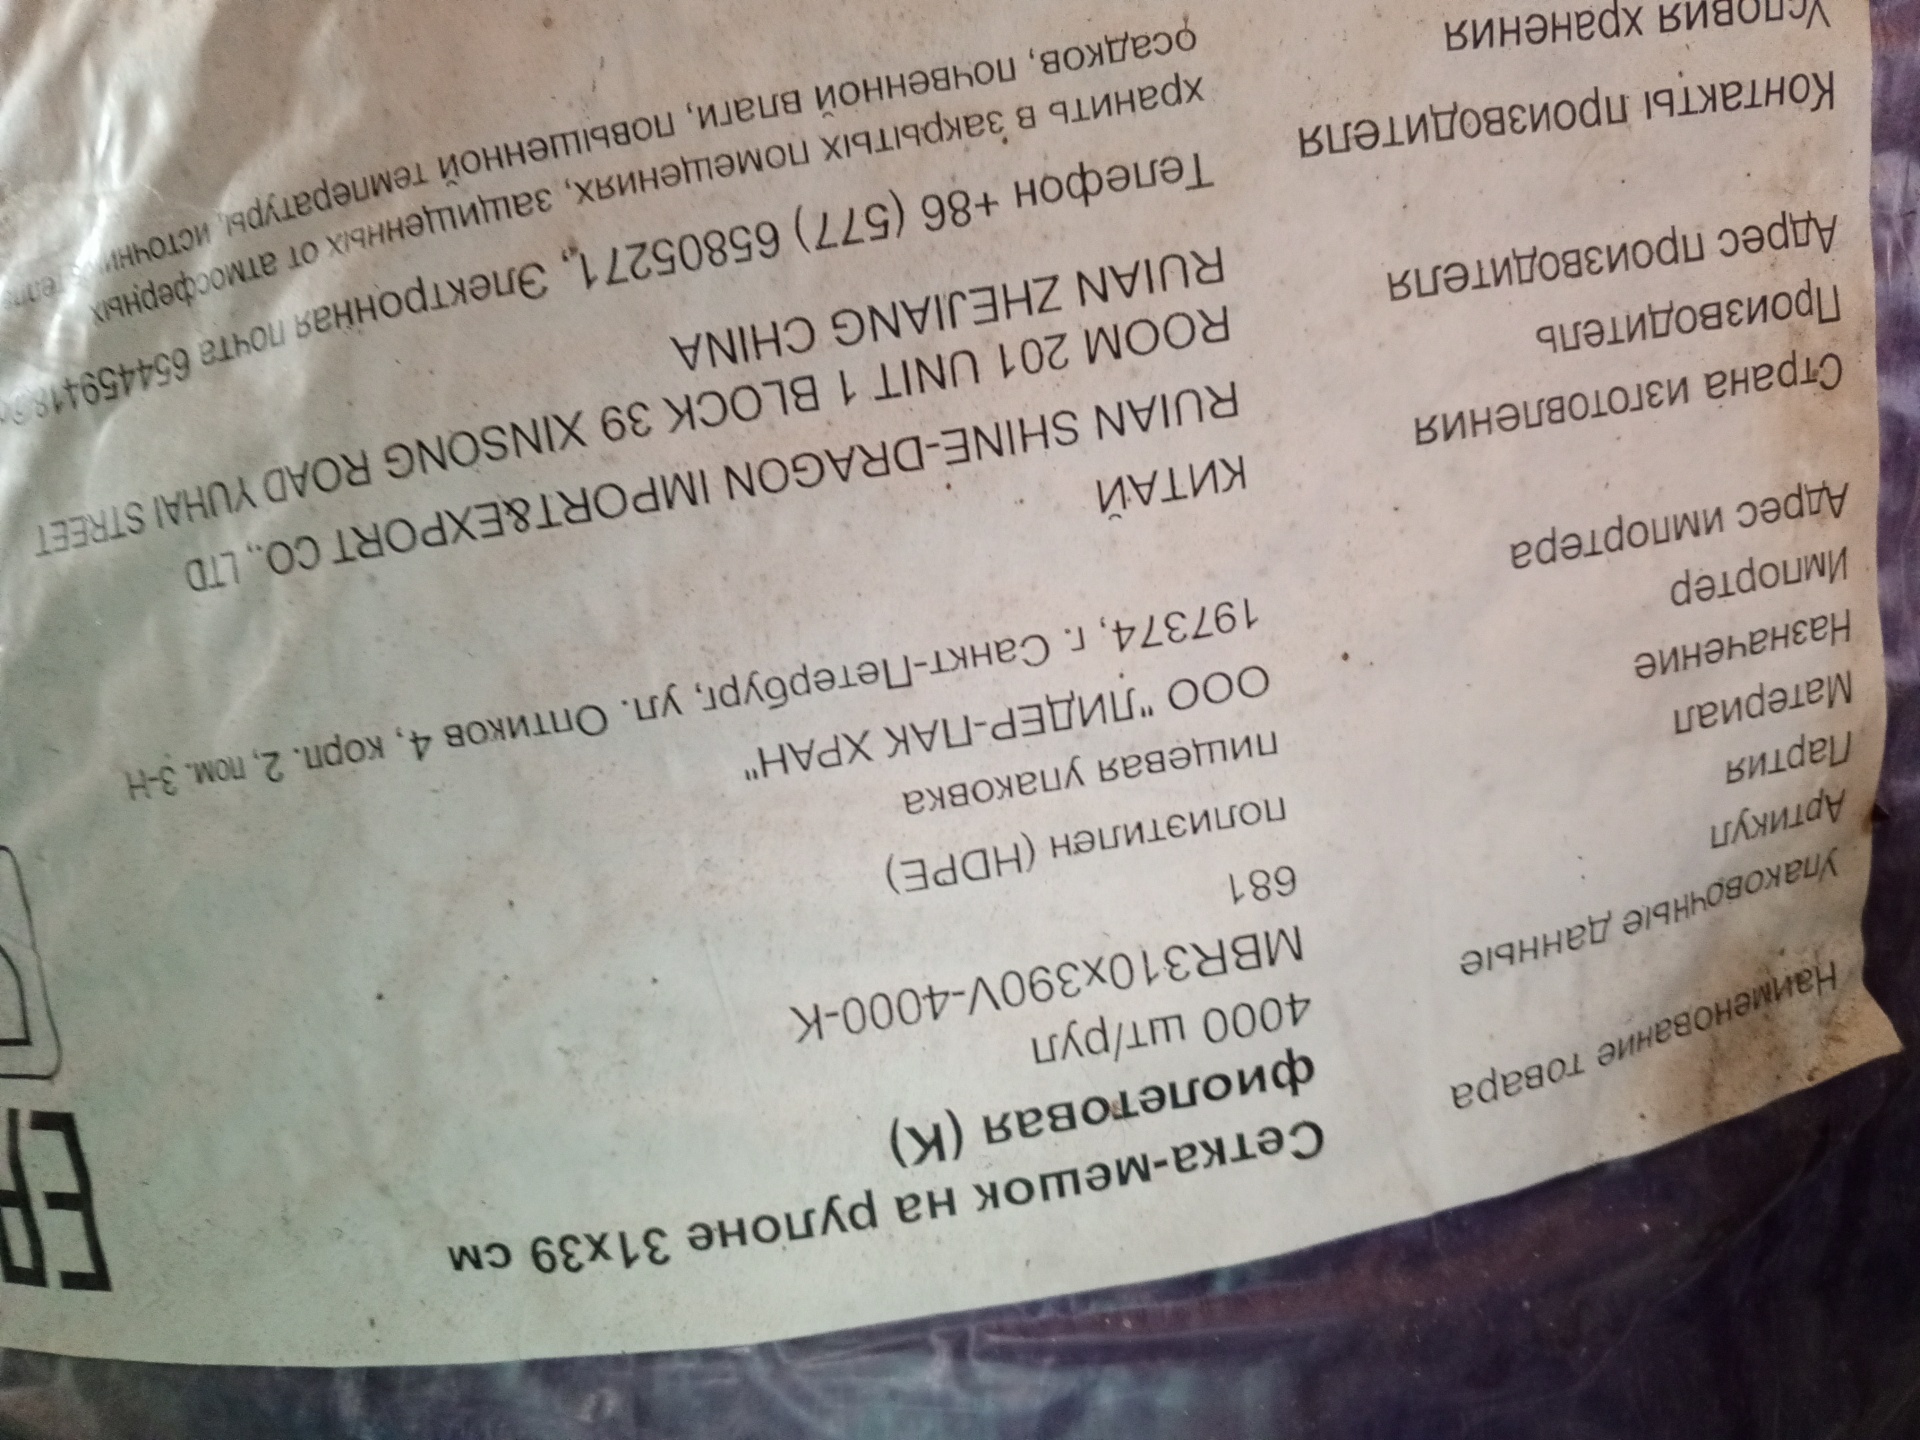 Наименование товара Сетка-мешок на рулоне 31х39 см
фиолетовая (К)
Упаковочные данные 4000 шт/рул
Артикул MBR310x390V-4000-K
Партия 681
Материал полиэтилен (HDPE)
Назначение пищевая упаковка
Импортер ООО "ЛИДЕР-ПАК ХРАН"
Адрес импортера 197374, г. Санкт-Петербург, ул. Оптиков 4, корп. 2, пом. 3-Н
Страна изготовления КИТАЙ
Производитель RUIAN SHINE-DRAGON IMPORT&EXPORT CO., LTD
Адрес производителя ROOM 201 UNIT 1 BLOCK 39 XINSONG ROAD YUHAI STREET
RUIAN ZHEJIANG CHINA
Контакты производителя Телефон +86 (577) 65805271, Электронная почта
Условия хранения хранить в закрытых помещениях, защищенных от атмосферных
осадков, почвенной влаги, повышенной температуры,